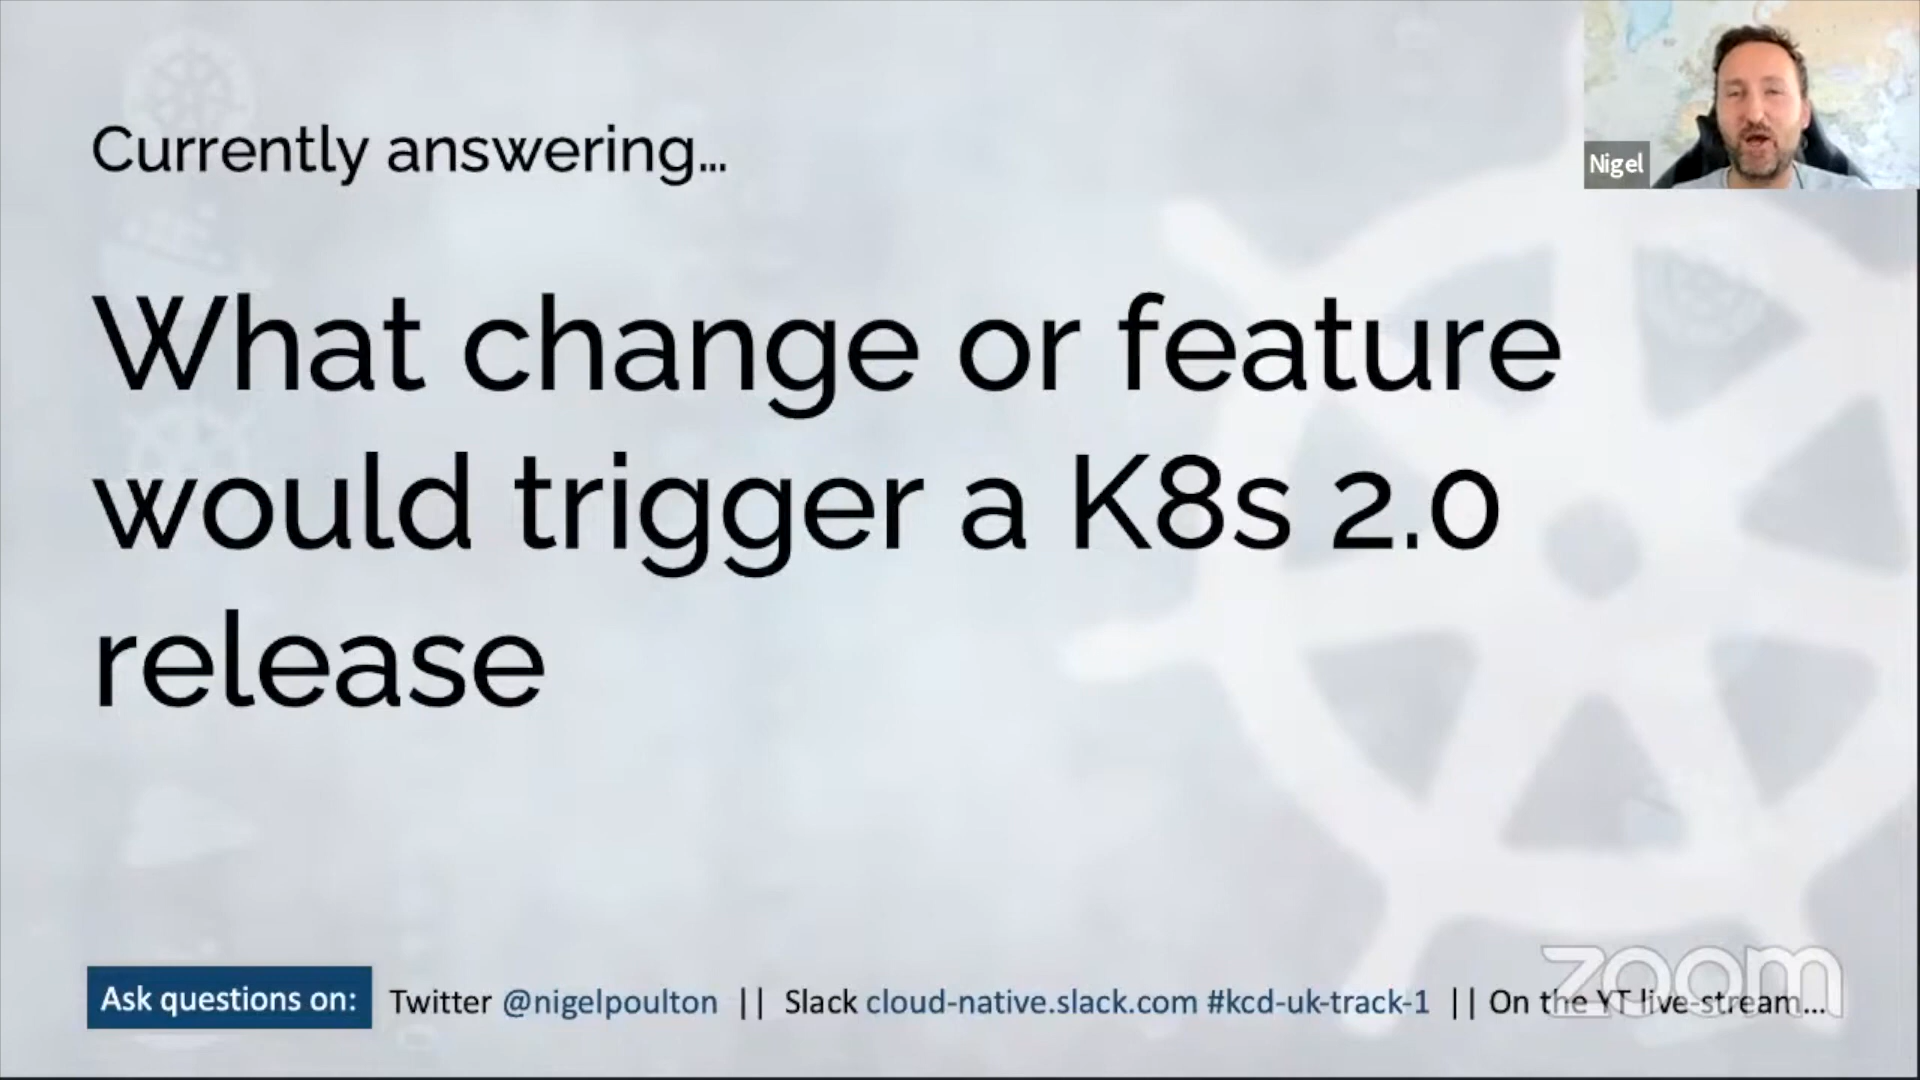 Currently answering...
Nigel
What change or feature
would trigger a K8s 2.0
release
zoom
Ask questions on: Twitter @nigelpoulton || Slack cloud-native.slack.com #kcd-uk-track-1 || On the YT live-stream...